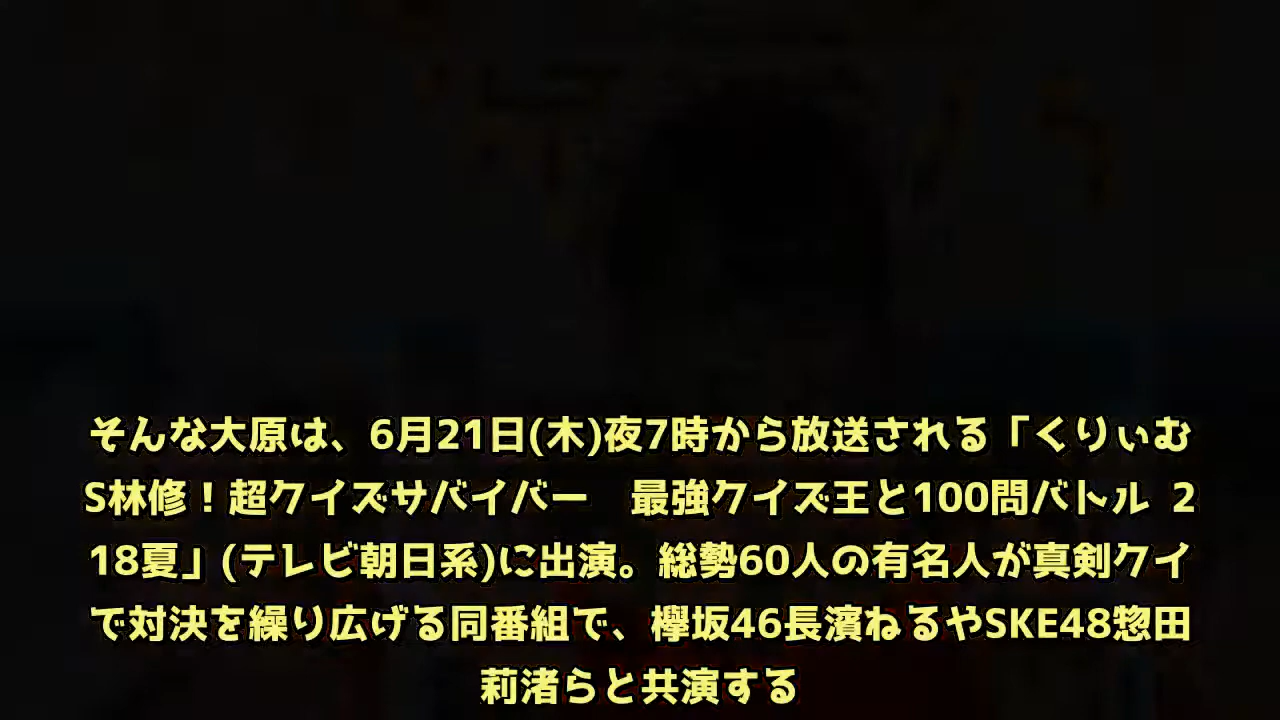 そんな大原は、6月21日(木)夜7時から放送される「くりぃむ
S林修！超クイズサバイバー　最強クイズ王と100問バトル 2
18夏」(テレビ朝日系)に出演。総勢60人の有名人が真剣クイ
で対決を繰り広げる同番組で、欅坂46長濱ねるやSKE48惣田
莉渚らと共演する